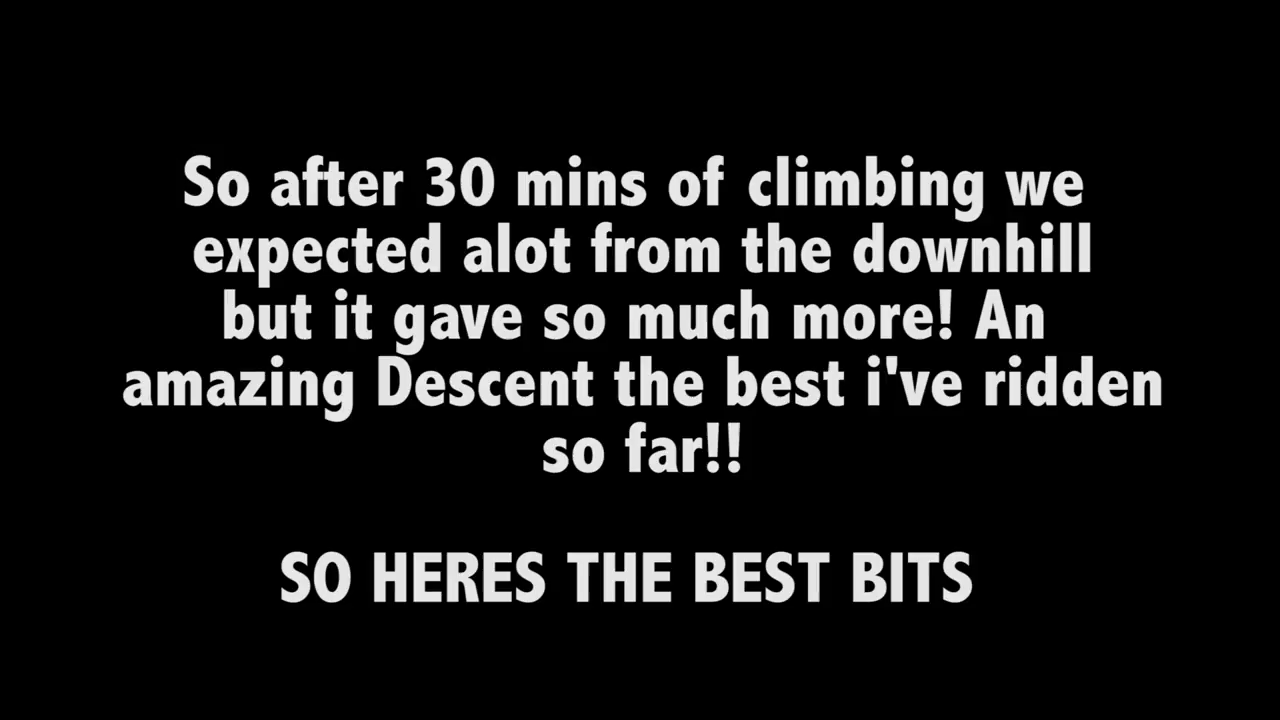 So after 30 mins of climbing we
expected alot from the downhill
but it gave so much more! An
amazing Descent the best i've ridden
so far!!
SO HERES THE BEST BITS